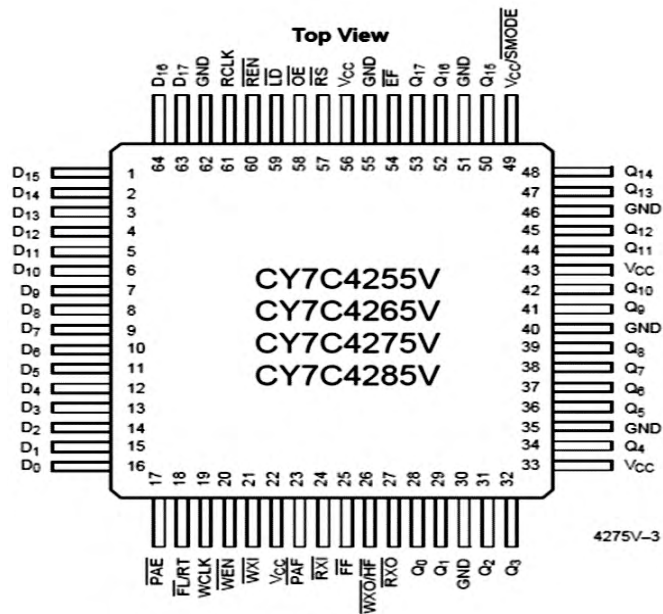 Top View
D16
D17
GND
RCLK
REN
LD
OE
RS
VCC
GND
EF
Q17
Q16
GND
Q15
VCC/SMODE
64
63
62
61
60
59
58
57
56
55
54
53
52
51
50
49
D15 1
D14 2
D13 3
D12 4
D11 5
D10 6
D9 7
D8 8
D7 9
D6 10
D5 11
D4 12
D3 13
D2 14
D1 15
D0 16
CY7C4255V
CY7C4265V
CY7C4275V
CY7C4285V
48 Q14
47 Q13
46 GND
45 Q12
44 Q11
43 VCC
42 Q10
41 Q9
40 GND
39 Q8
38 Q7
37 Q6
36 Q5
35 GND
34 Q4
33 VCC
17
18
19
20
21
22
23
24
25
26
27
28
29
30
31
32
PAE
FL/RT
WCLK
WEN
WXI
VCC
PAF
RXI
FF
WXO/HF
RXO
Q0
Q1
GND
Q2
Q3
4275V–3